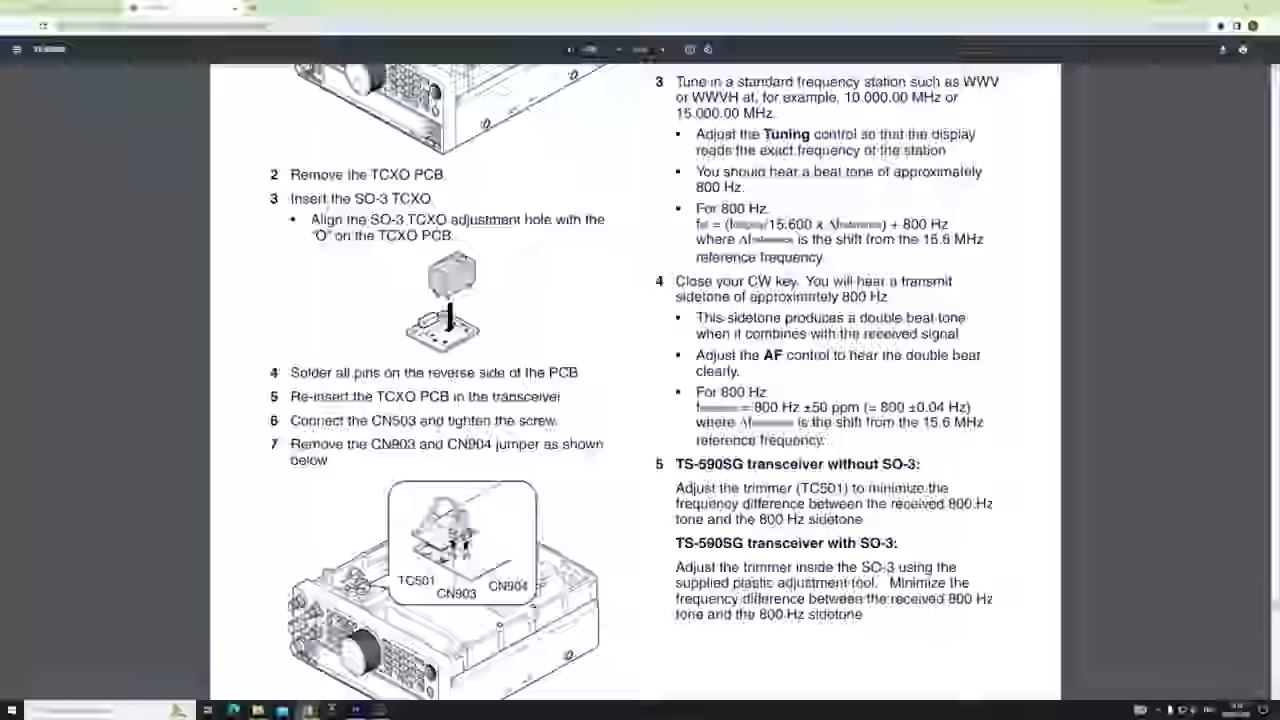 2 Remove the TCXO PCB.
3 Insert the SO-3 TCXO.
• Align the SO-3 TCXO adjustment hole with the
"O" on the TCXO PCB.
4 Solder all pins on the reverse side of the PCB
5 Re-insert the TCXO PCB in the transceiver
6 Connect the CN503 and tighten the screw.
7 Remove the CN903 and CN904 jumper as shown
below
TC501
CN903
CN904
3 Tune in a standard frequency station such as WWV
or WWVH at, for example, 10.000.00 MHz or
15.000.00 MHz.
• Adjust the Tuning control so that the display
reads the exact frequency of the station
• You should hear a beat tone of approximately
800 Hz.
• For 800 Hz
= ( /15.600 x ) + 800 Hz
where is the shift from the 15.6 MHz
reference frequency.
4 Close your CW key. You will hear a transmit
sidetone of approximately 800 Hz
• This sidetone produces a double beat tone
when it combines with the received signal
• Adjust the AF control to hear the double beat
clearly.
• For 800 Hz
= 800 Hz ±50 ppm (= 800 ±0.04 Hz)
where is the shift from the 15.6 MHz
reference frequency.
5 TS-590SG transceiver without SO-3:
Adjust the trimmer (TC501) to minimize the
frequency difference between the received 800 Hz
tone and the 800 Hz sidetone
TS-590SG transceiver with SO-3:
Adjust the trimmer inside the SO-3 using the
supplied plastic adjustment tool. Minimize the
frequency difference between the received 800 Hz
tone and the 800 Hz sidetone